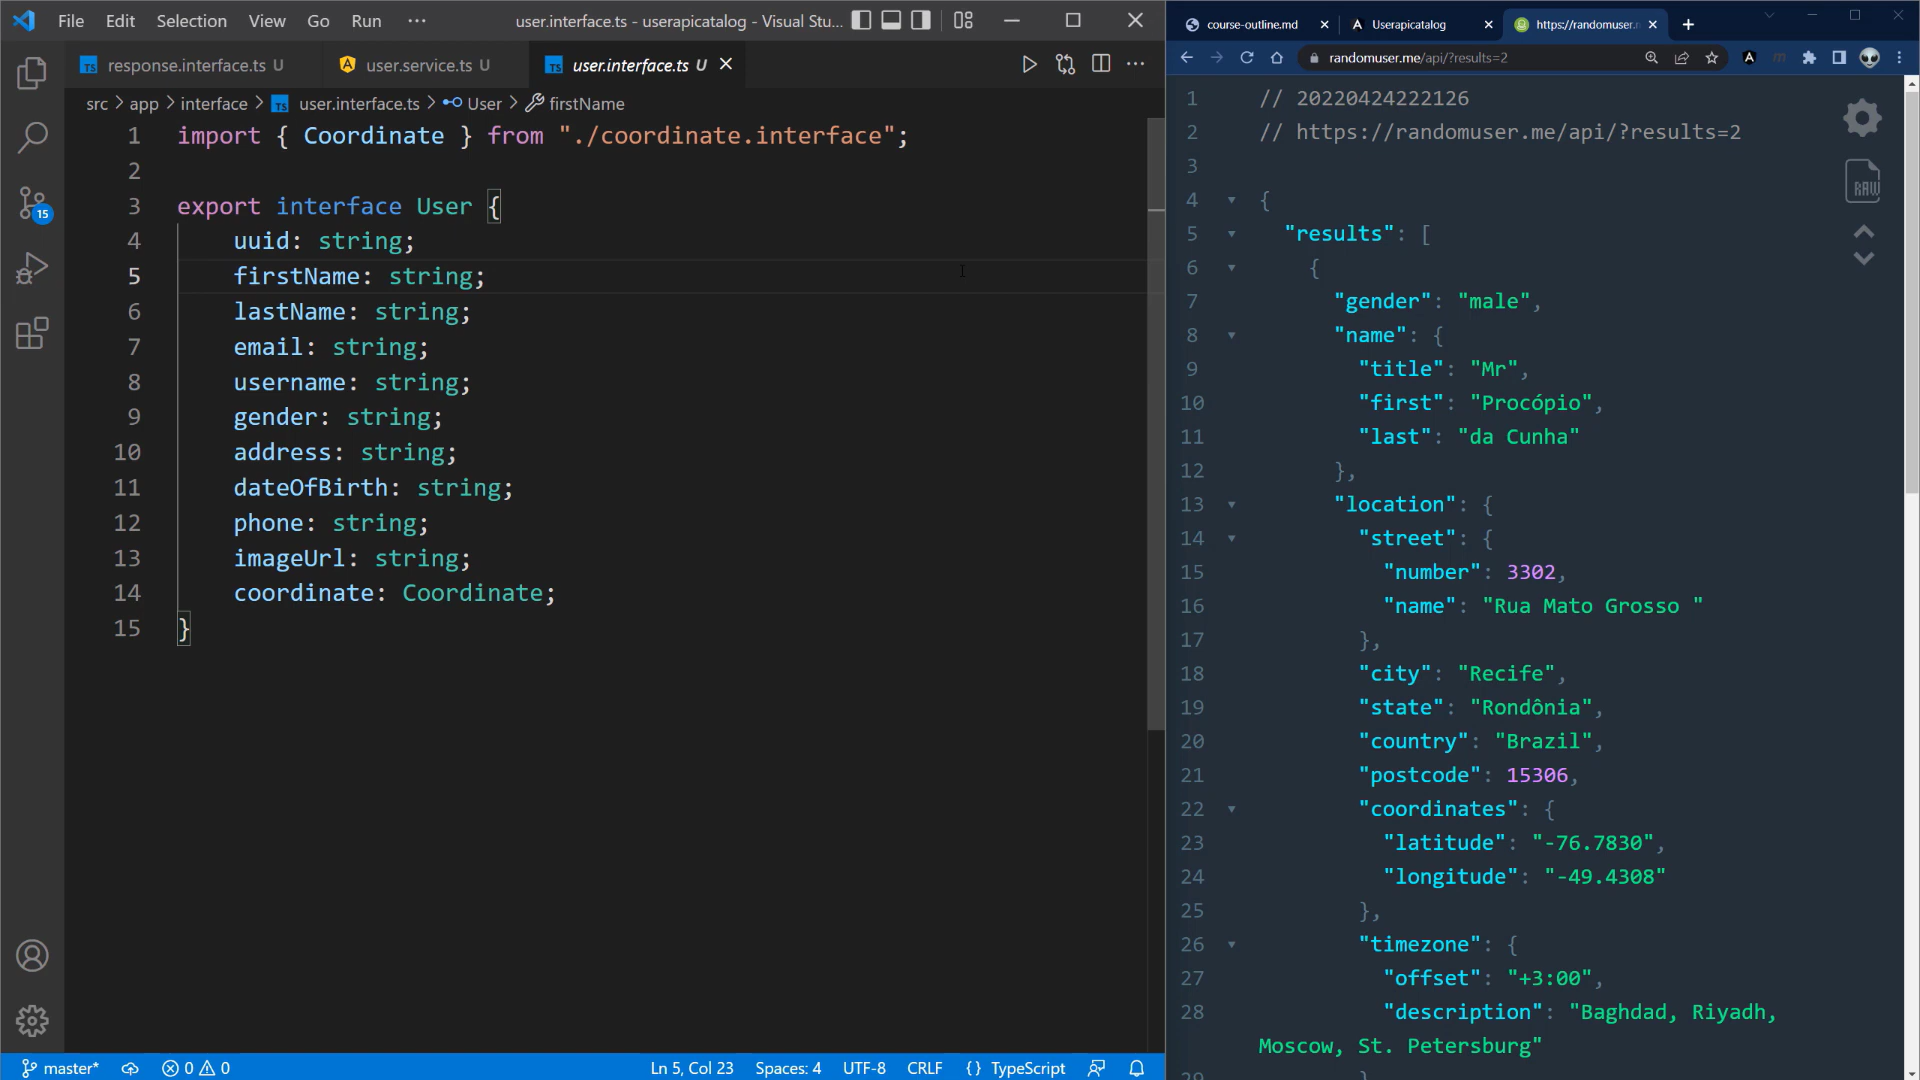 File Edit Selection View Go Run ··· user.interface.ts - userapicatalog - Visual Stu...
response.interface.ts U user.service.ts U user.interface.ts U
src > app > interface > user.interface.ts > User > firstName
1 import { Coordinate } from "./coordinate.interface";
2
3 export interface User {
4 uuid: string;
5 firstName: string;
6 lastName: string;
7 email: string;
8 username: string;
9 gender: string;
10 address: string;
11 dateOfBirth: string;
12 phone: string;
13 imageUrl: string;
14 coordinate: Coordinate;
15 }
15
master* 0 0 Ln 5, Col 23 Spaces: 4 UTF-8 CRLF {} TypeScript
course-outline.md Userapicatalog https://randomuser.
randomuser.me/api/?results=2
1 // 20220424222126
2 // https://randomuser.me/api/?results=2
3
4 {
5 "results": [
6 {
7 "gender": "male",
8 "name": {
9 "title": "Mr",
10 "first": "Procópio",
11 "last": "da Cunha"
12 },
13 "location": {
14 "street": {
15 "number": 3302,
16 "name": "Rua Mato Grosso "
17 },
18 "city": "Recife",
19 "state": "Rondônia",
20 "country": "Brazil",
21 "postcode": 15306,
22 "coordinates": {
23 "latitude": "-76.7830",
24 "longitude": "-49.4308"
25 },
26 "timezone": {
27 "offset": "+3:00",
28 "description": "Baghdad, Riyadh,
Moscow, St. Petersburg"
29 }
RAW